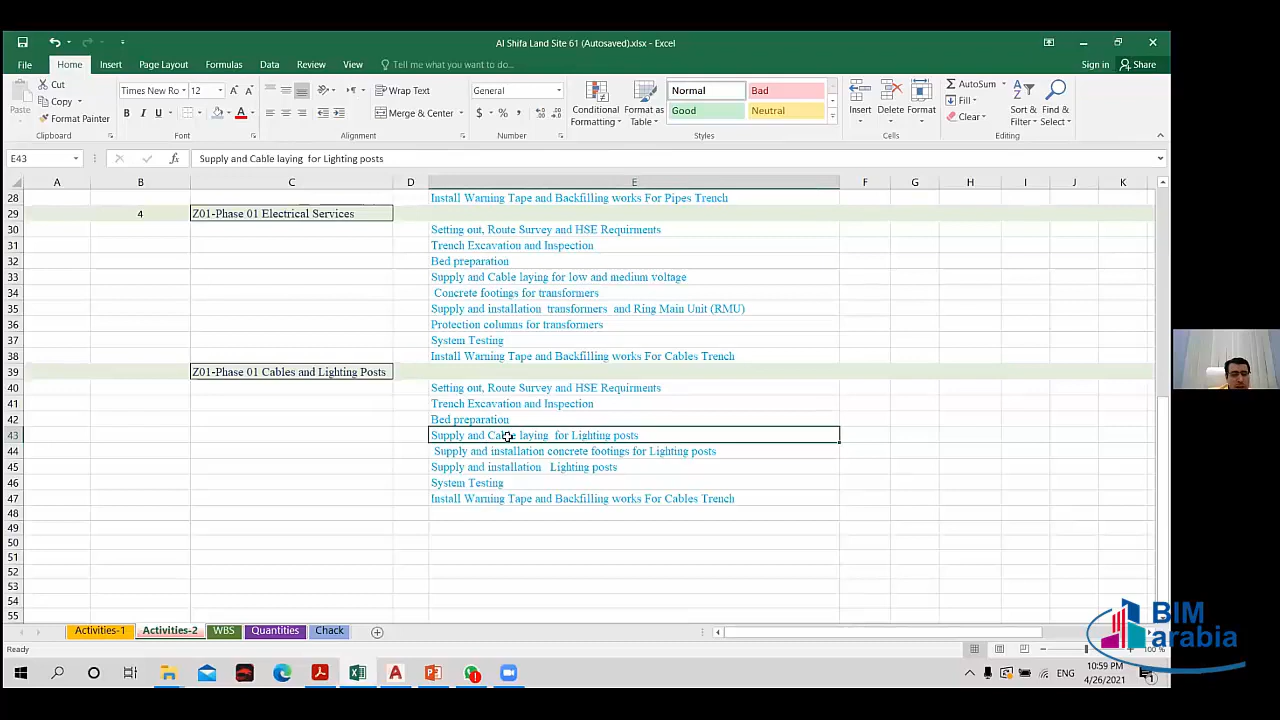 Al Shifa Land Site 61 (Autosaved).xlsx - Excel
File Home Insert Page Layout Formulas Data Review View Tell me what you want to do... Sign in Share
Paste Cut Copy Format Painter Clipboard
Times New Ro 12 B I U Font
Wrap Text Merge & Center Alignment
General $ % Number
Conditional Formatting Format as Table Normal Bad Good Neutral Styles
Insert Delete Format Cells
AutoSum Fill Clear Sort & Filter Find & Select Editing
E43 fx Supply and Cable laying for Lighting posts
A B C D E F G H I J K
28 Install Warning Tape and Backfilling works For Pipes Trench
29 4 Z01-Phase 01 Electrical Services
30 Setting out, Route Survey and HSE Requirments
31 Trench Excavation and Inspection
32 Bed preparation
33 Supply and Cable laying for low and medium voltage
34 Concrete footings for transformers
35 Supply and installation transformers and Ring Main Unit (RMU)
36 Protection columns for transformers
37 System Testing
38 Install Warning Tape and Backfilling works For Cables Trench
39 Z01-Phase 01 Cables and Lighting Posts
40 Setting out, Route Survey and HSE Requirments
41 Trench Excavation and Inspection
42 Bed preparation
43 Supply and Cable laying for Lighting posts
44 Supply and installation concrete footings for Lighting posts
45 Supply and installation Lighting posts
46 System Testing
47 Install Warning Tape and Backfilling works For Cables Trench
48
49
50
51
52
53
54
55
Activities-1 Activities-2 WBS Quantities Chack
Ready 100 %
ENG 10:59 PM
4/26/2021
BIM
arabia